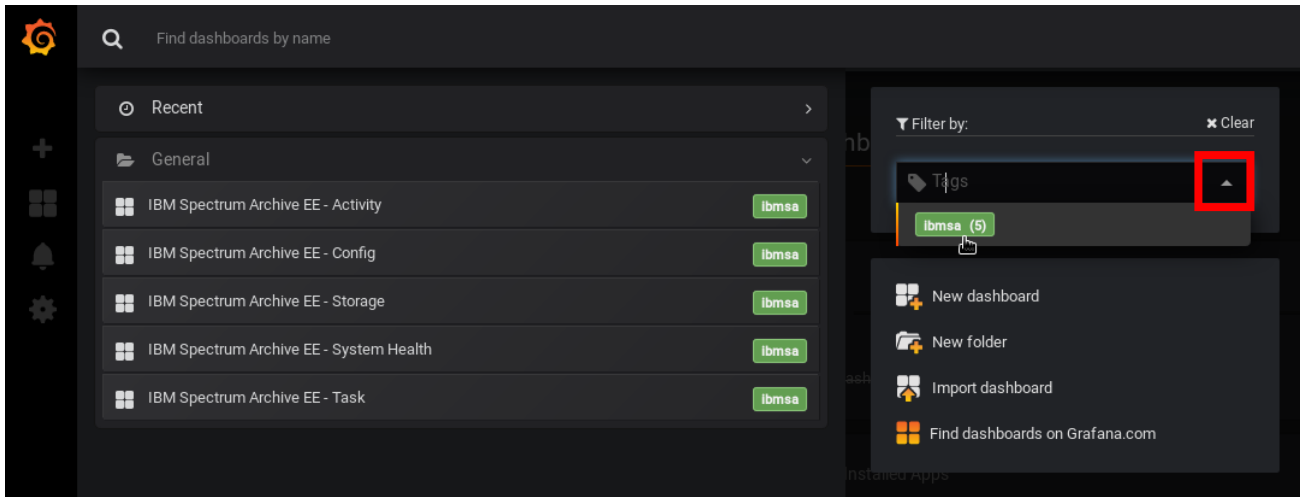 Find dashboards by name
Recent
General
IBM Spectrum Archive EE - Activity ibmsa
IBM Spectrum Archive EE - Config ibmsa
IBM Spectrum Archive EE - Storage ibmsa
IBM Spectrum Archive EE - System Health ibmsa
IBM Spectrum Archive EE - Task ibmsa
Filter by: Clear
Tags
ibmsa (5)
New dashboard
New folder
Import dashboard
Find dashboards on Grafana.com
Installed Apps